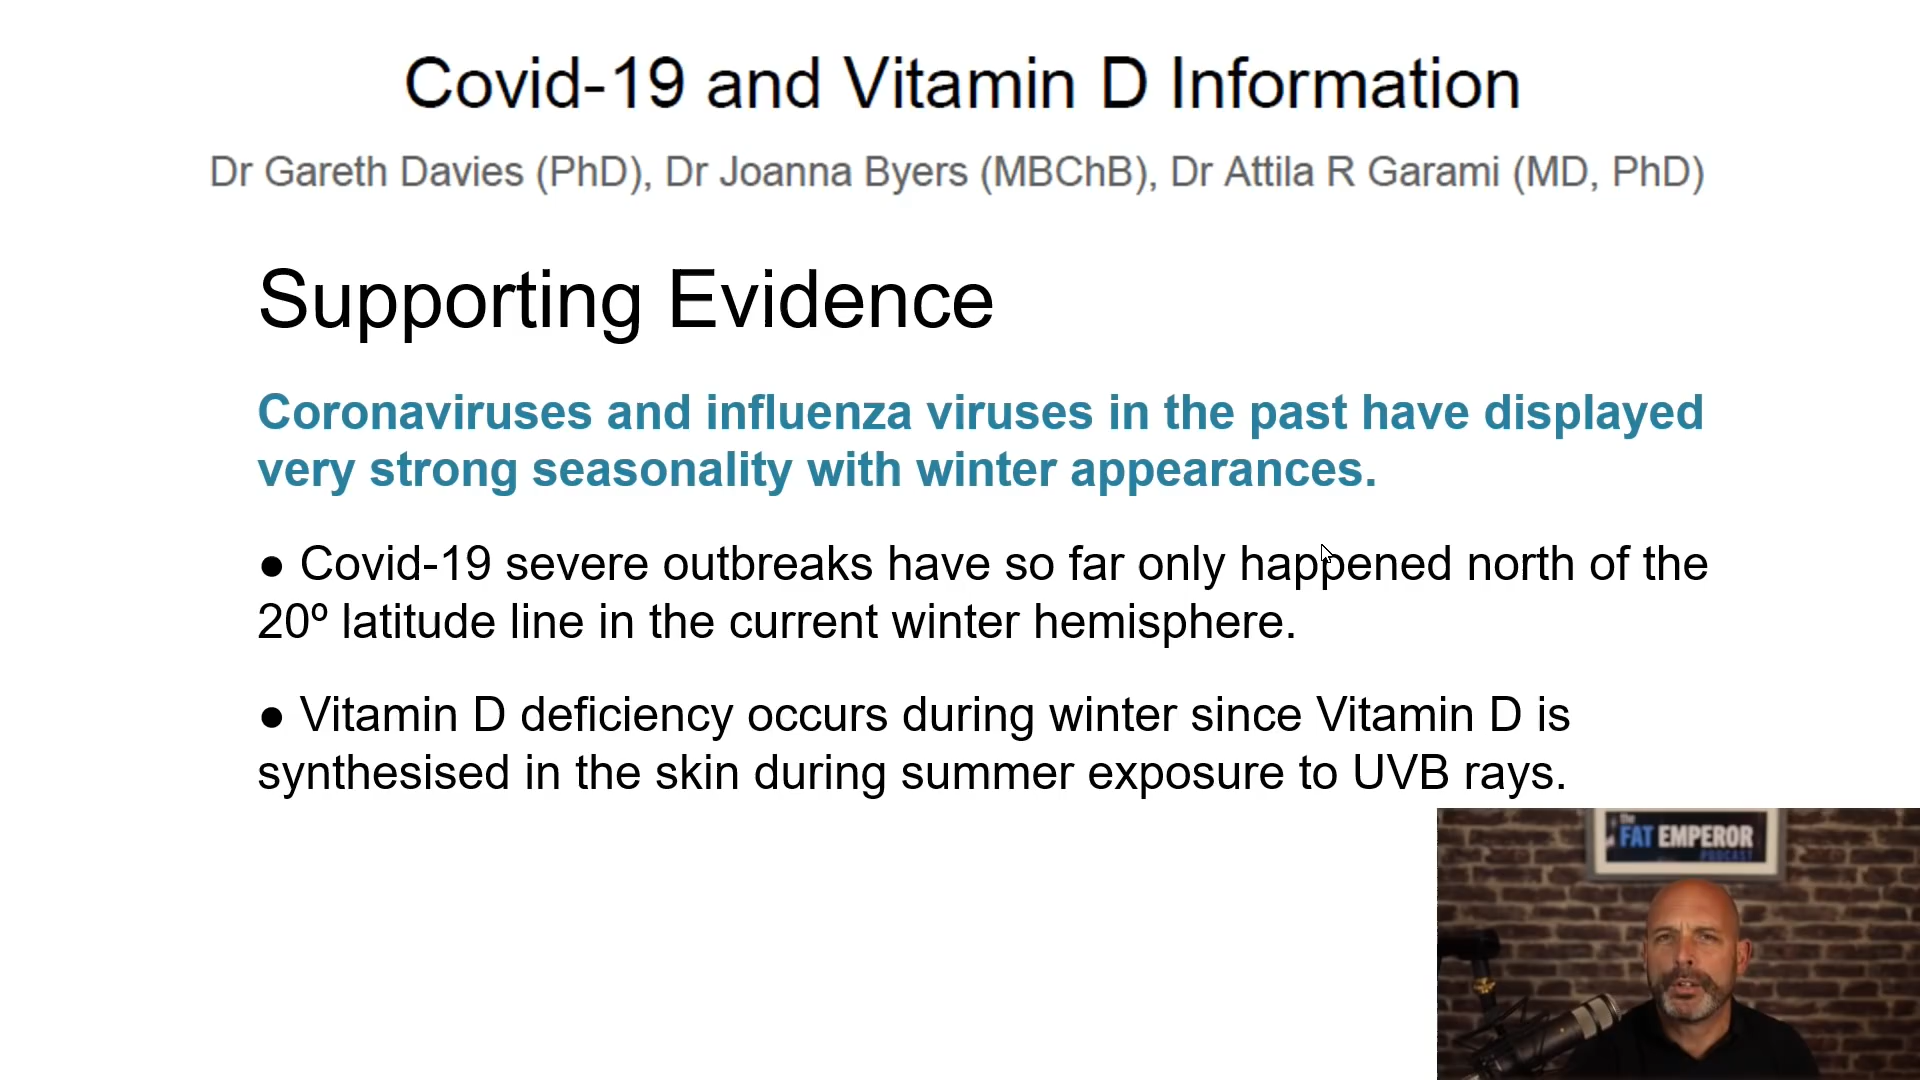 Covid-19 and Vitamin D Information
Dr Gareth Davies (PhD), Dr Joanna Byers (MBChB), Dr Attila R Garami (MD, PhD)
Supporting Evidence
Coronaviruses and influenza viruses in the past have displayed
very strong seasonality with winter appearances.
● Covid-19 severe outbreaks have so far only happened north of the
20º latitude line in the current winter hemisphere.
● Vitamin D deficiency occurs during winter since Vitamin D is
synthesised in the skin during summer exposure to UVB rays.
the
FAT EMPEROR
PODCAST